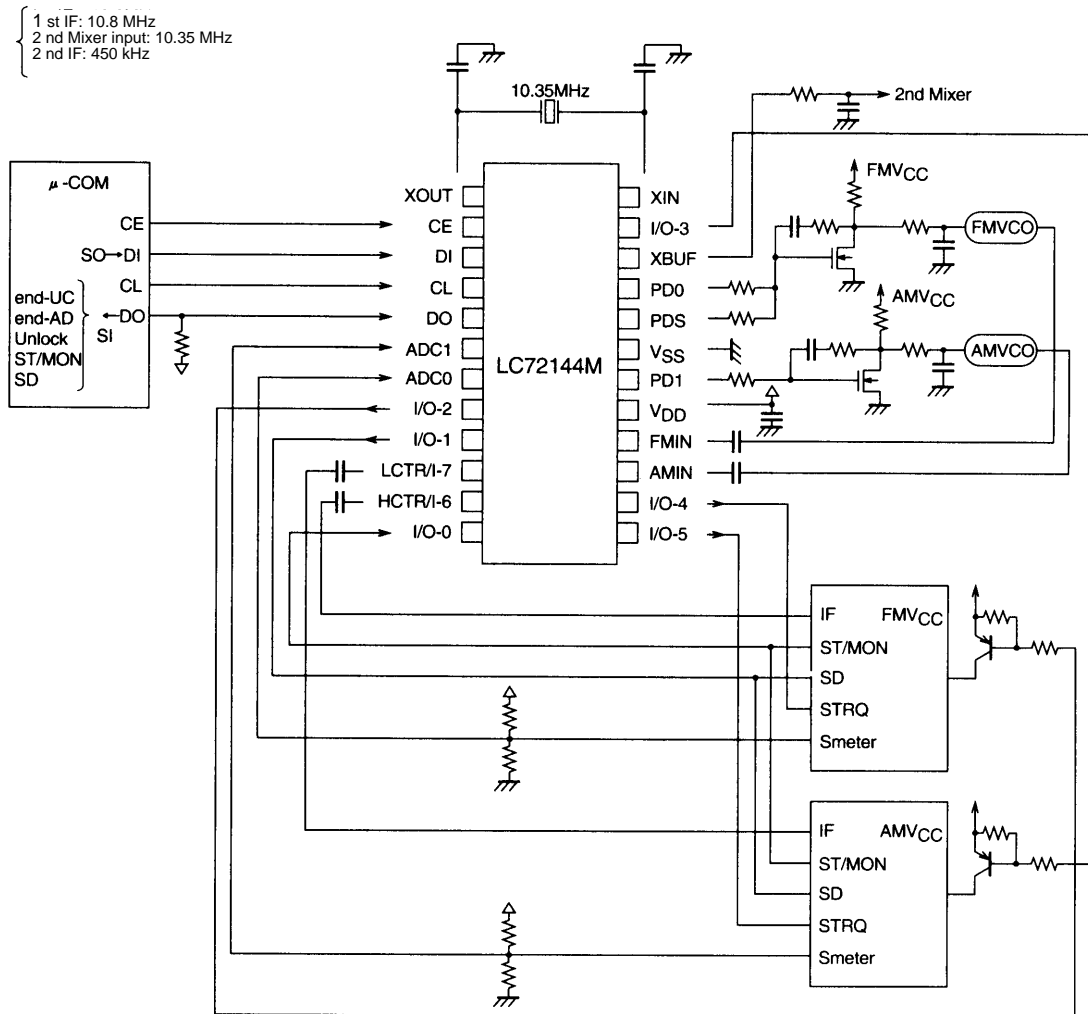 1 st IF: 10.8 MHz
2 nd Mixer input: 10.35 MHz
2 nd IF: 450 kHz
10.35MHz
2nd Mixer
μ-COM
CE
SO→DI
CL
DO
SI
end-UC
end-AD
Unlock
ST/MON
SD
XOUT
CE
DI
CL
DO
ADC1
ADC0
I/O-2
I/O-1
LCTR/I-7
HCTR/I-6
I/O-0
LC72144M
XIN
I/O-3
XBUF
PD0
PDS
VSS
PD1
VDD
FMIN
AMIN
I/O-4
I/O-5
FMVCC
FMVCO
AMVCC
AMVCO
IF FMVCC
ST/MON
SD
STRQ
Smeter
IF AMVCC
ST/MON
SD
STRQ
Smeter